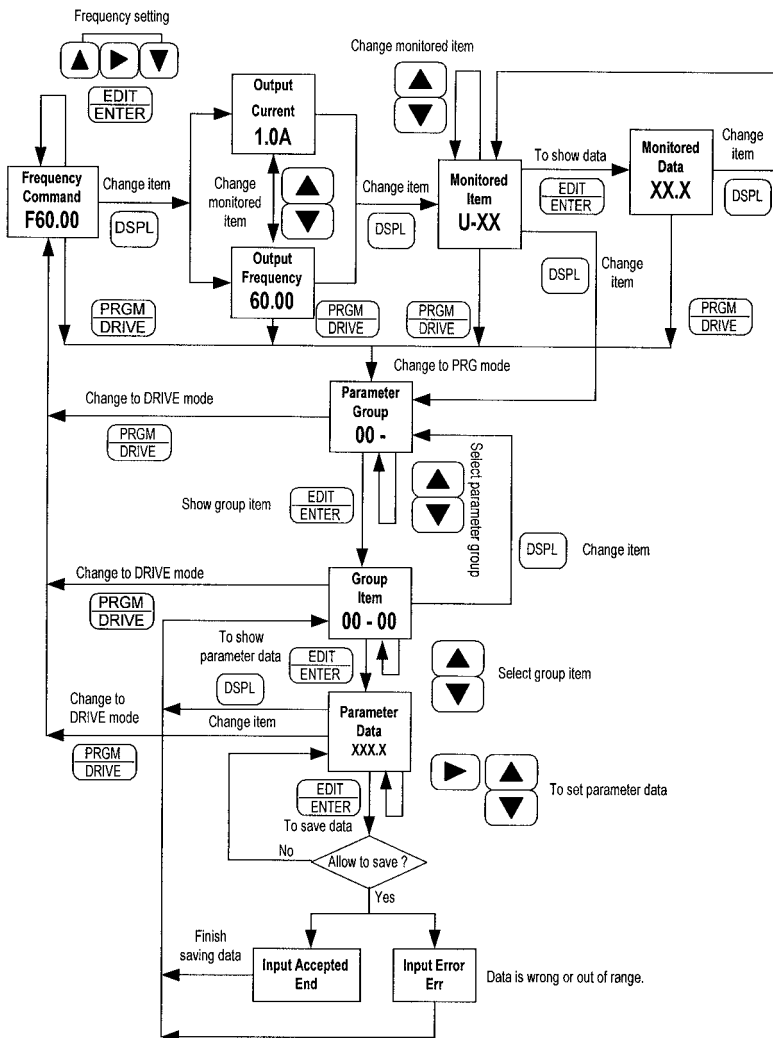 Frequency setting
EDIT
ENTER
Frequency
Command
F60.00
Change item
DSPL
Output
Current
1.0A
Change
monitored
item
Output
Frequency
60.00
Change item
DSPL
Change monitored item
Monitored
Item
U-XX
To show data
EDIT
ENTER
Monitored
Data
XX.X
Change
item
DSPL
DSPL
Change
item
PRGM
DRIVE
PRGM
DRIVE
PRGM
DRIVE
PRGM
DRIVE
Change to PRG mode
Parameter
Group
00 -
Change to DRIVE mode
PRGM
DRIVE
Show group item
EDIT
ENTER
Select parameter
group
DSPL
Change item
Change to DRIVE mode
PRGM
DRIVE
Group
Item
00 - 00
To show
parameter data
EDIT
ENTER
Select group item
DSPL
Change item
Change to
DRIVE mode
PRGM
DRIVE
Parameter
Data
XXX.X
EDIT
ENTER
To set parameter data
To save data
No
Allow to save ?
Yes
Finish
saving data
Input Accepted
End
Input Error
Err
Data is wrong or out of range.